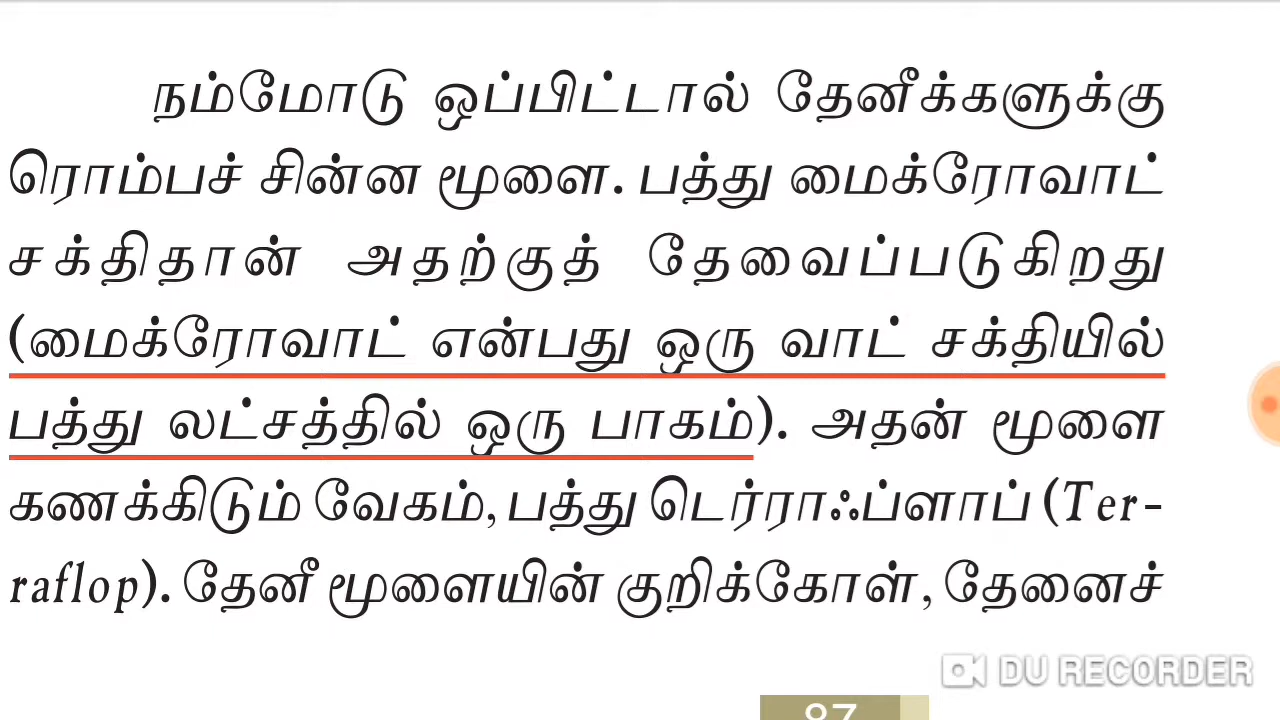 நம்மோடு ஒப்பிட்டால் தேனீக்களுக்கு
ரொம்பச் சின்ன மூளை. பத்து மைக்ரோவாட்
சக்திதான் அதற்குத் தேவைப்படுகிறது
(மைக்ரோவாட் என்பது ஒரு வாட் சக்தியில்
பத்து லட்சத்தில் ஒரு பாகம்). அதன் மூளை
கணக்கிடும் வேகம், பத்து டெர்ராஃப்ளாப் (Ter-
raflop). தேனீ மூளையின் குறிக்கோள், தேனைச்
DU RECORDER
87